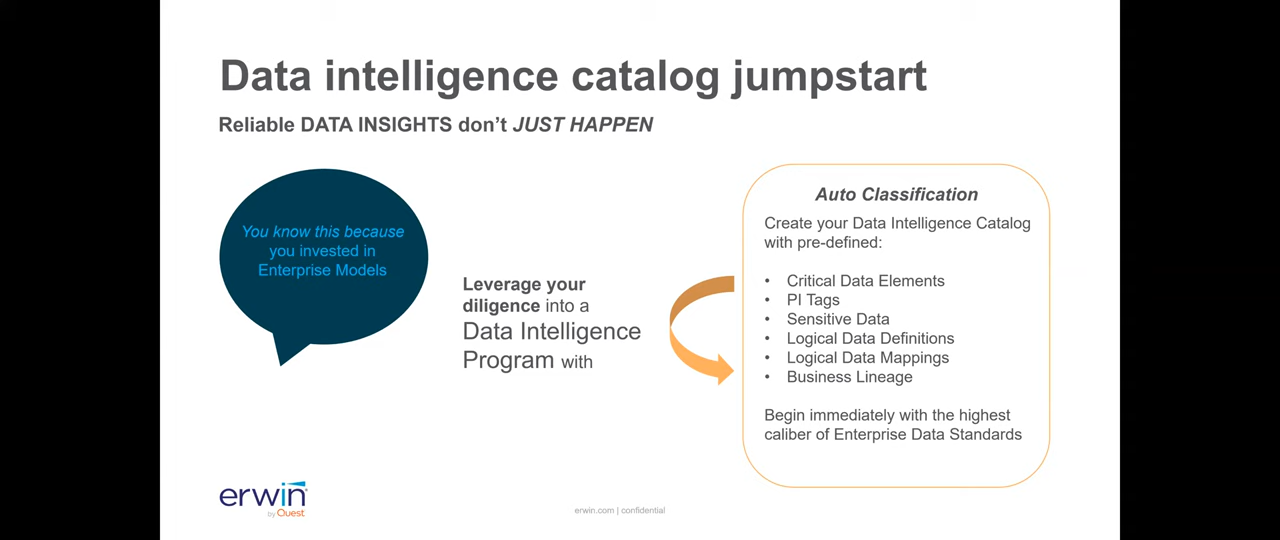 Data intelligence catalog jumpstart
Reliable DATA INSIGHTS don't JUST HAPPEN
You know this because
you invested in
Enterprise Models
Leverage your
diligence into a
Data Intelligence
Program with
Auto Classification
Create your Data Intelligence Catalog
with pre-defined:
• Critical Data Elements
• PI Tags
• Sensitive Data
• Logical Data Definitions
• Logical Data Mappings
• Business Lineage
Begin immediately with the highest
caliber of Enterprise Data Standards
erwin
by Quest
erwin.com | confidential